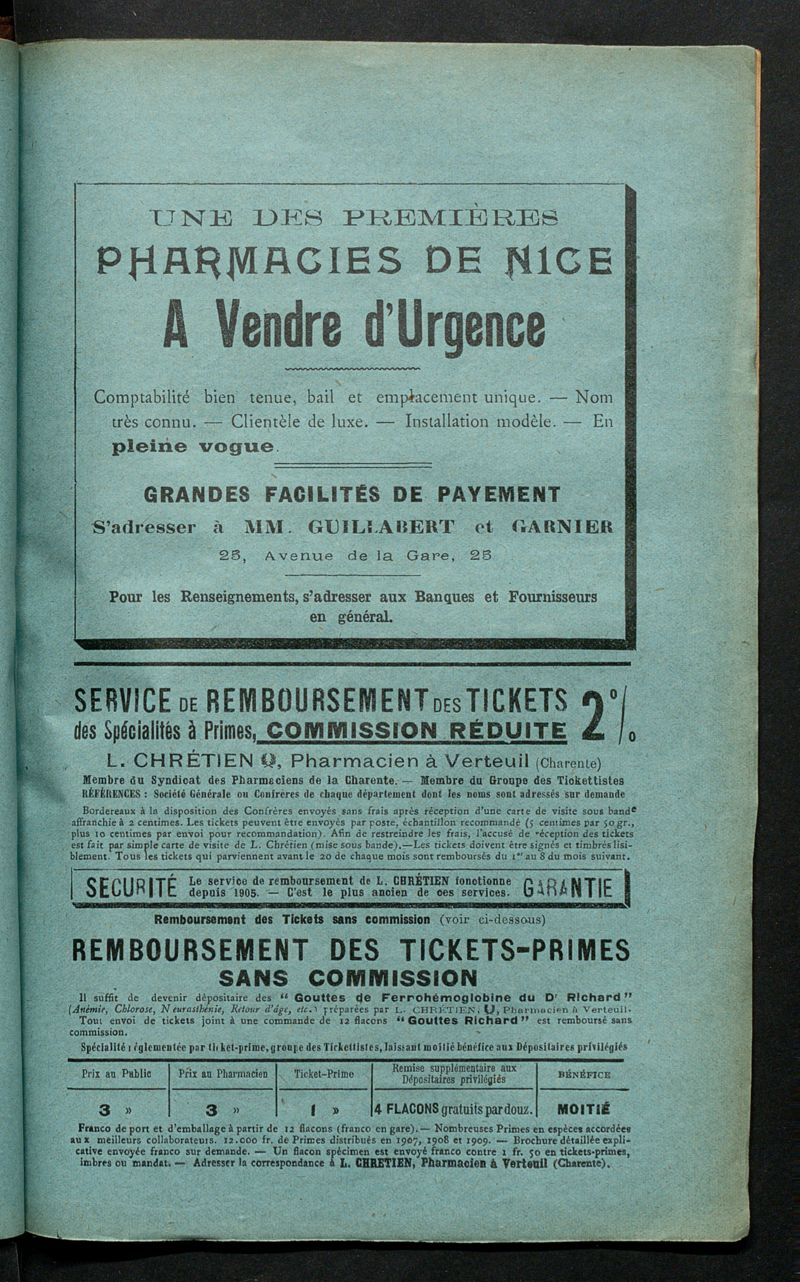 UNE DES PREMIÈRES
PHARMACIES DE NICE
A Vendre d'Urgence
Comptabilité bien tenue, bail et emplacement unique. — Nom
très connu. — Clientèle de luxe. — Installation modèle. — En
pleine vogue.
GRANDES FACILITÉS DE PAYEMENT
S'adresser à MM. GUILLABERT et GARNIER
25, Avenue de la Gare, 25
Pour les Renseignements, s'adresser aux Banques et Fournisseurs
en général.
SERVICE DE REMBOURSEMENT DES TICKETS 2 %
des Spécialités à Primes, COMMISSION RÉDUITE
L. CHRÉTIEN, Pharmacien à Verteuil (Charente)
Membre du Syndicat des Pharmaciens de la Charente. — Membre du Groupe des Tickettistes
RÉFÉRENCES : Société Générale ou Confreres de chaque département dont les noms sont adressés sur demande
Bordereaux à la disposition des Confrères envoyés sans frais après réception d'une carte de visite sous bande
affranchie à 2 centimes. Les tickets peuvent être envoyés par poste, échantillon recommandé (5 centimes par 50 gr.,
plus 10 centimes par envoi pour recommandation). Afin de restreindre les frais, l'accusé de réception des tickets
est fait par simple carte de visite de L. Chrétien (mise sous bande).—Les tickets doivent être signés et timbrés lisi-
blement. Tous les tickets qui parviennent avant le 20 de chaque mois sont remboursés du 1er au 8 du mois suivant.
SÉCURITÉ Le service de remboursement de L. CHRÉTIEN fonctionne
depuis 1905. — C'est le plus ancien de ces services. GARANTIE
Remboursement des Tickets sans commission (voir ci-dessous)
REMBOURSEMENT DES TICKETS-PRIMES
SANS COMMISSION
Il suffit de devenir dépositaire des “ Gouttes de Ferrohémoglobine du Dr Richard ”
(Anémie, Chlorose, Neurasthénie, Retour d'âge, etc.) préparées par L. CHRÉTIEN, Pharmacien à Verteuil.
Tout envoi de tickets joint à une commande de 12 flacons “ Gouttes Richard ” est remboursé sans
commission.
Spécialité réglementée par ticket-prime, groupe des Tickettistes, laissant moitié bénéfice aux Dépositaires privilégiés
Prix au Public | Prix au Pharmacien | Ticket-Prime | Remise supplémentaire aux Dépositaires privilégiés | BÉNÉFICE
3 » | 3 » | 1 » | 4 FLACONS gratuits par douz. | MOITIÉ
Franco de port et d'emballage à partir de 12 flacons (franco en gare).— Nombreuses Primes en espèces accordées
aux meilleurs collaborateurs. 12.000 fr. de Primes distribués en 1907, 1908 et 1909. — Brochure détaillée expli-
cative envoyée franco sur demande. — Un flacon spécimen est envoyé franco contre 1 fr. 50 en tickets-primes,
imbres ou mandat. — Adresser la correspondance à L. CHRETIEN, Pharmacien à Verteuil (Charente).